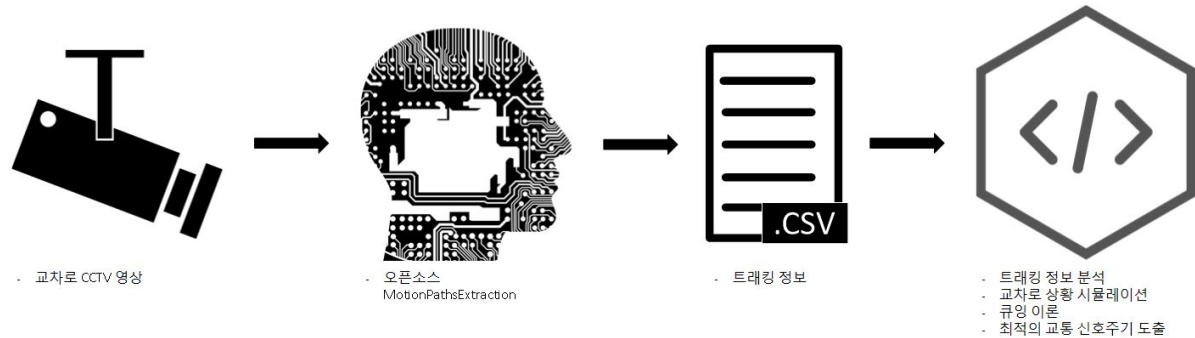 .CSV
</>
- 교차로 CCTV 영상
- 오픈소스
MotionPathsExtraction
- 트래킹 정보
- 트래킹 정보 분석
- 교차로 상황 시뮬레이션
- 큐잉 이론
- 최적의 교통 신호주기 도출